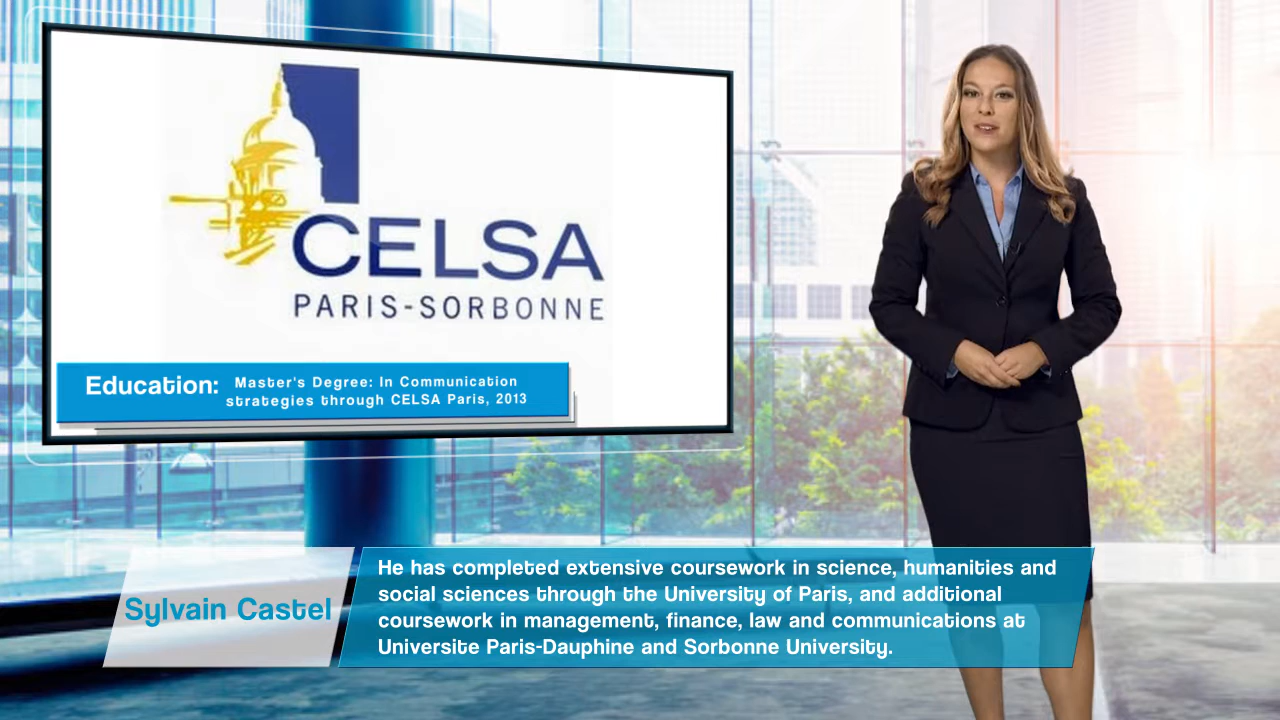 CELSA
PARIS-SORBONNE
Education: Master's Degree: In Communication
strategies through CELSA Paris, 2013
Sylvain Castel
He has completed extensive coursework in science, humanities and
social sciences through the University of Paris, and additional
coursework in management, finance, law and communications at
Universite Paris-Dauphine and Sorbonne University.